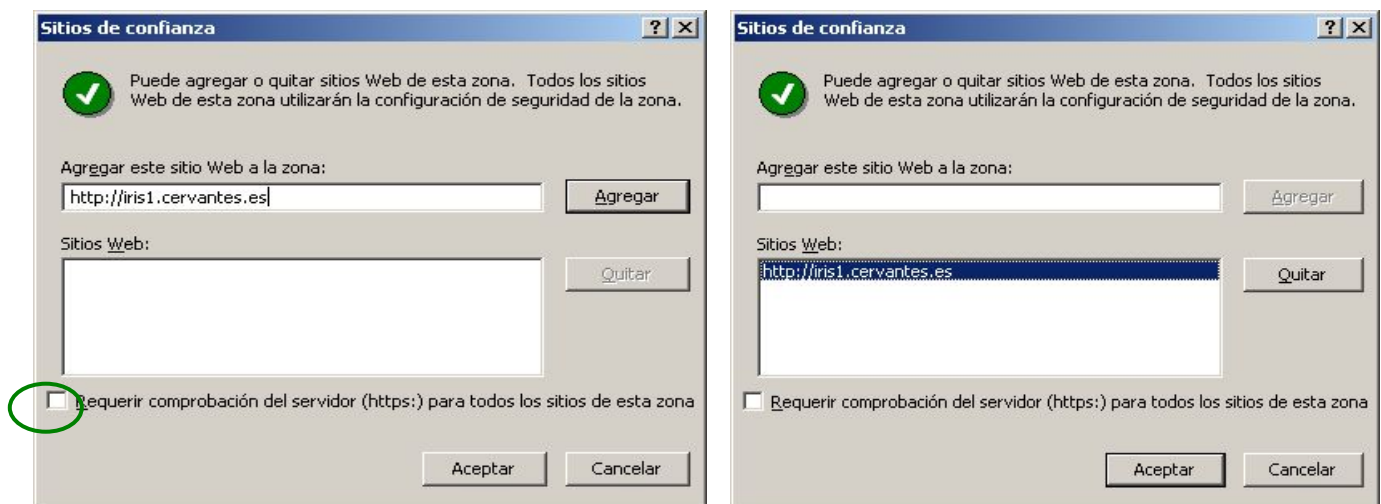 Sitios de confianza
Puede agregar o quitar sitios Web de esta zona. Todos los sitios
Web de esta zona utilizarán la configuración de seguridad de la zona.
Agregar este sitio Web a la zona:
http://iris1.cervantes.es
Agregar
Sitios Web:
Quitar
Requerir comprobación del servidor (https:) para todos los sitios de esta zona
Aceptar
Cancelar
Sitios de confianza
Puede agregar o quitar sitios Web de esta zona. Todos los sitios
Web de esta zona utilizarán la configuración de seguridad de la zona.
Agregar este sitio Web a la zona:
Agregar
Sitios Web:
http://iris1.cervantes.es
Quitar
Requerir comprobación del servidor (https:) para todos los sitios de esta zona
Aceptar
Cancelar